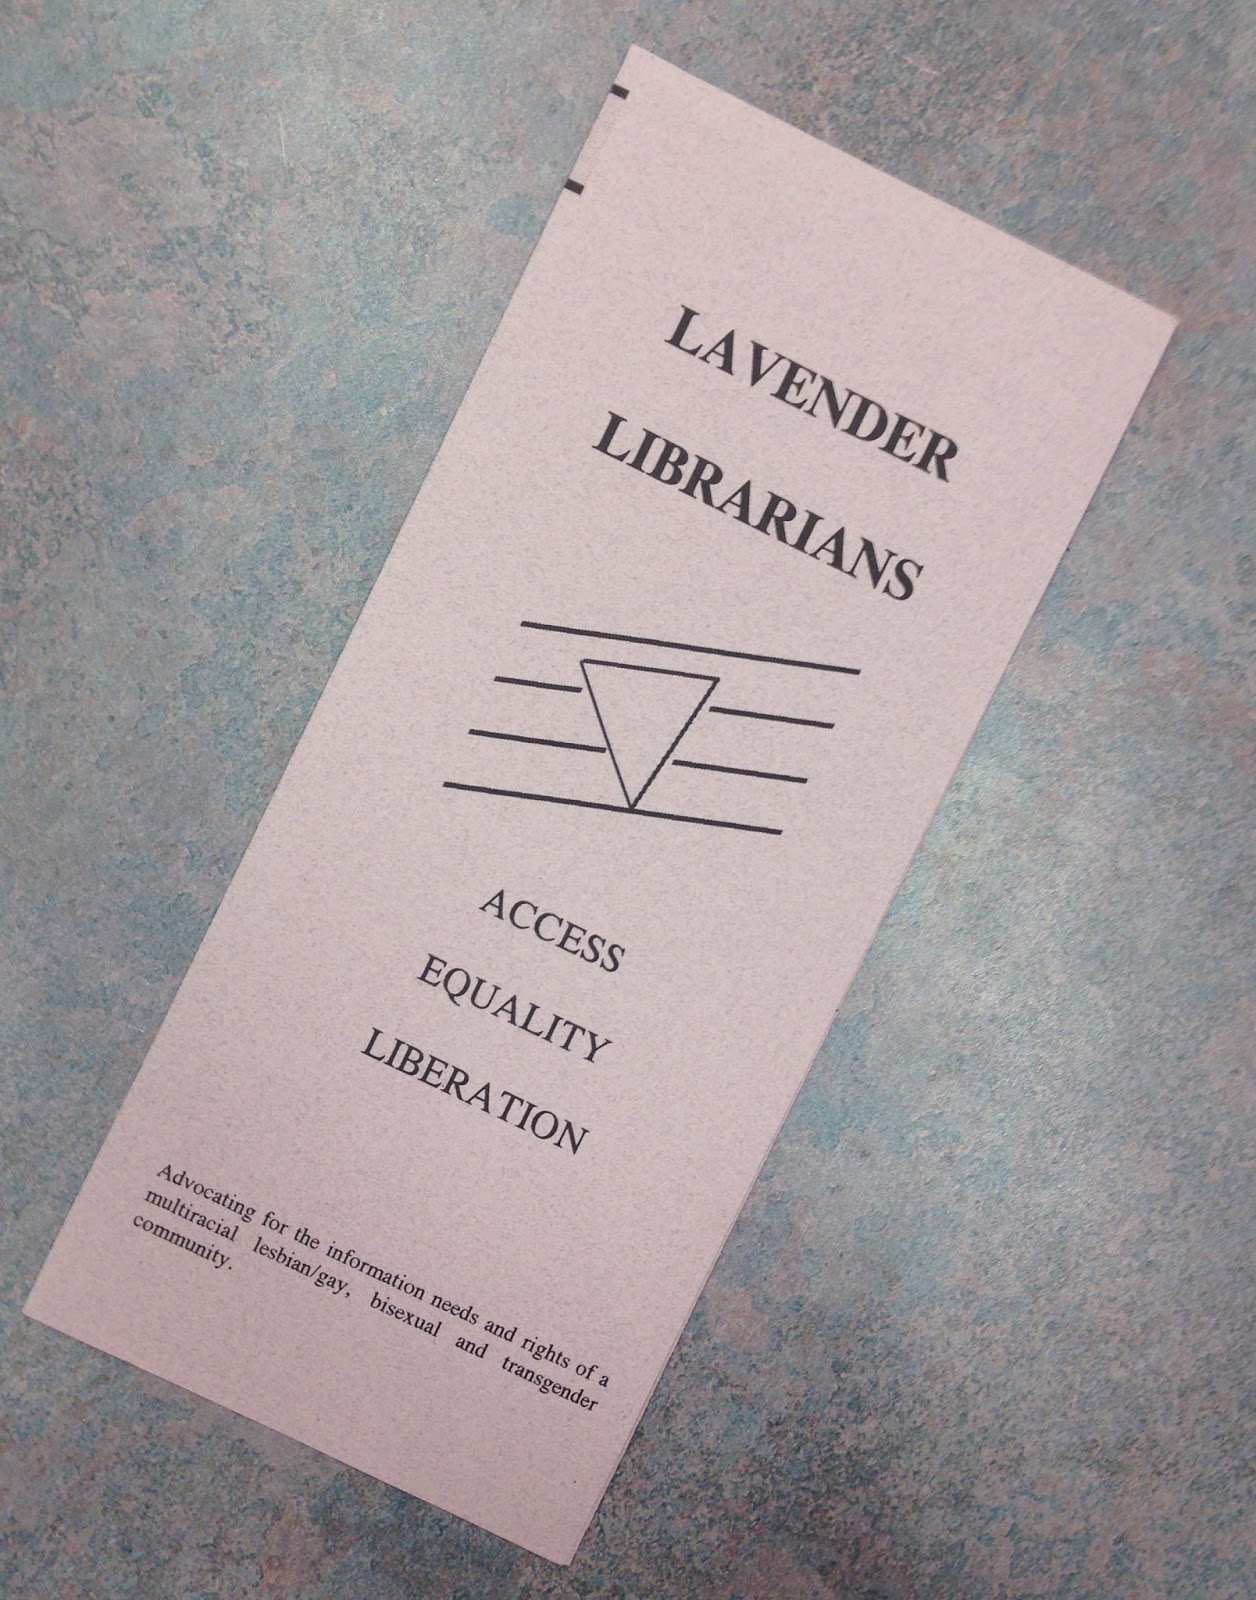 LAVENDER
LIBRARIANS
ACCESS
EQUALITY
LIBERATION
Advocating for the information needs and rights of a
multiracial lesbian/gay, bisexual and transgender
community.